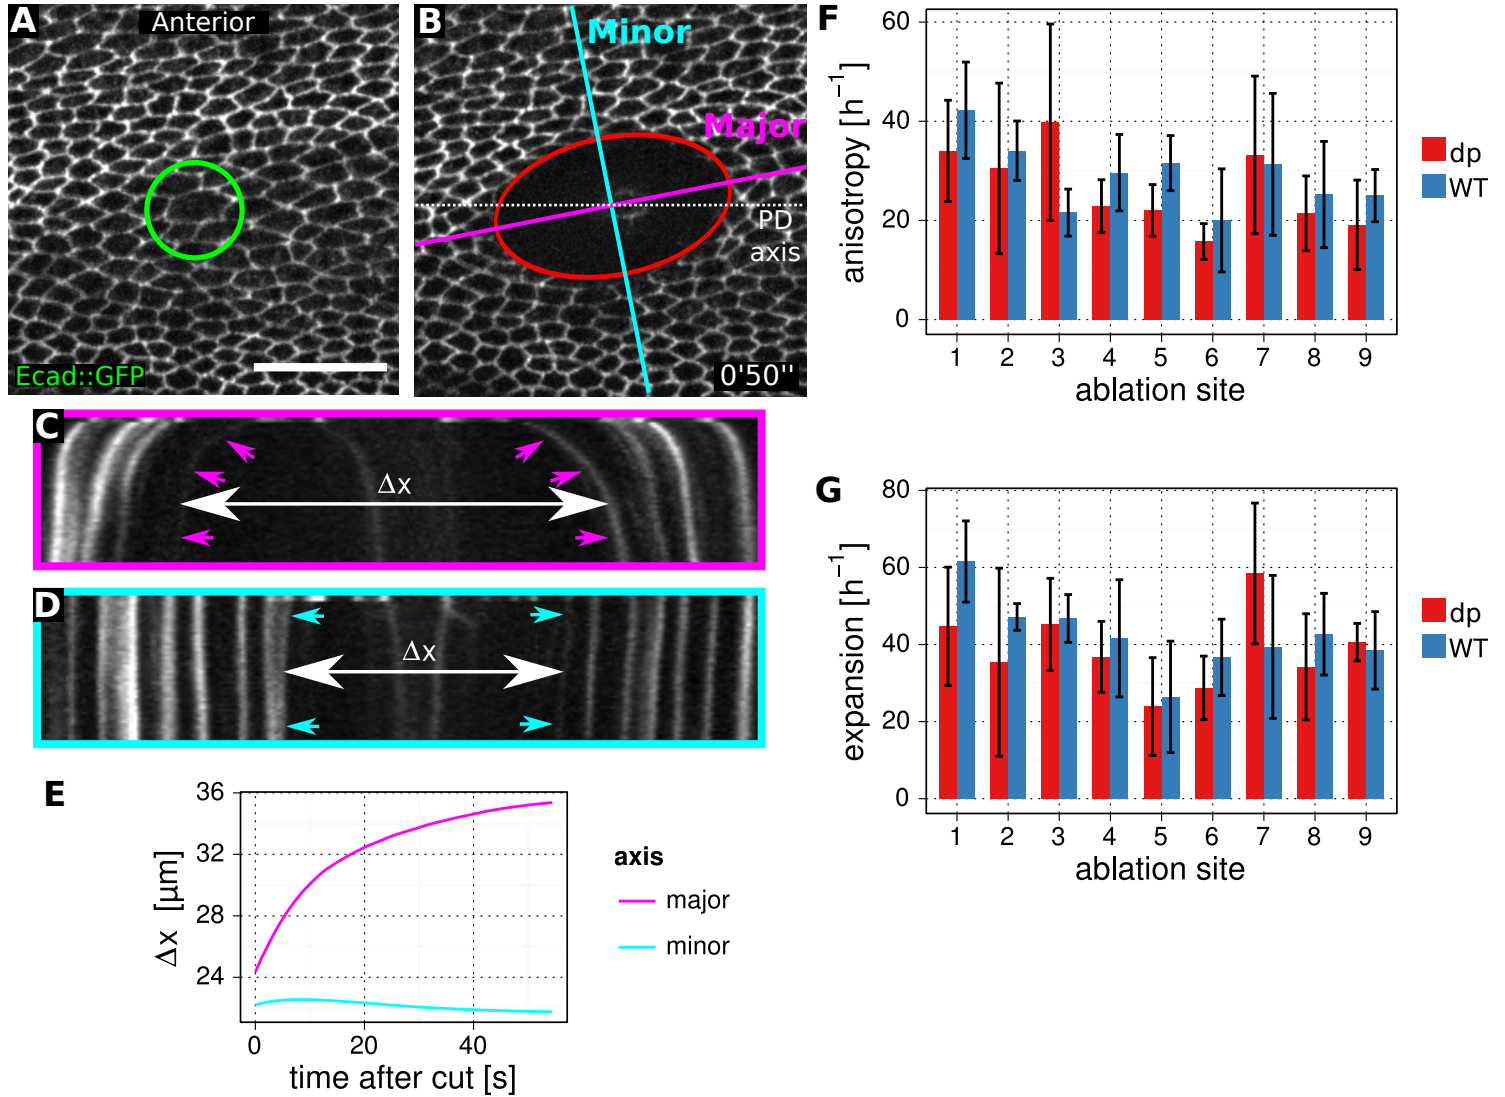 A
Anterior
Ecad::GFP
B
Minor
Major
PD
axis
0'50''
C
Δx
D
Δx
E
36
32
28
24
Δx [μm]
0
20
40
time after cut [s]
axis
major
minor
F
60
40
20
0
anisotropy [h⁻¹]
1 2 3 4 5 6 7 8 9
ablation site
dp
WT
G
80
60
40
20
0
expansion [h⁻¹]
1 2 3 4 5 6 7 8 9
ablation site
dp
WT